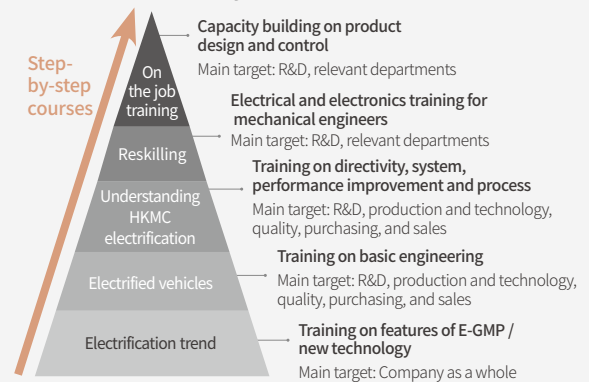 Step-
by-step
courses
On
the job
training
Capacity building on product
design and control
Main target: R&D, relevant departments
Reskilling
Electrical and electronics training for
mechanical engineers
Main target: R&D, relevant departments
Understanding
HKMC
electrification
Training on directivity, system,
performance improvement and process
Main target: R&D, production and technology,
quality, purchasing, and sales
Electrified vehicles
Training on basic engineering
Main target: R&D, production and technology,
quality, purchasing, and sales
Electrification trend
Training on features of E-GMP /
new technology
Main target: Company as a whole